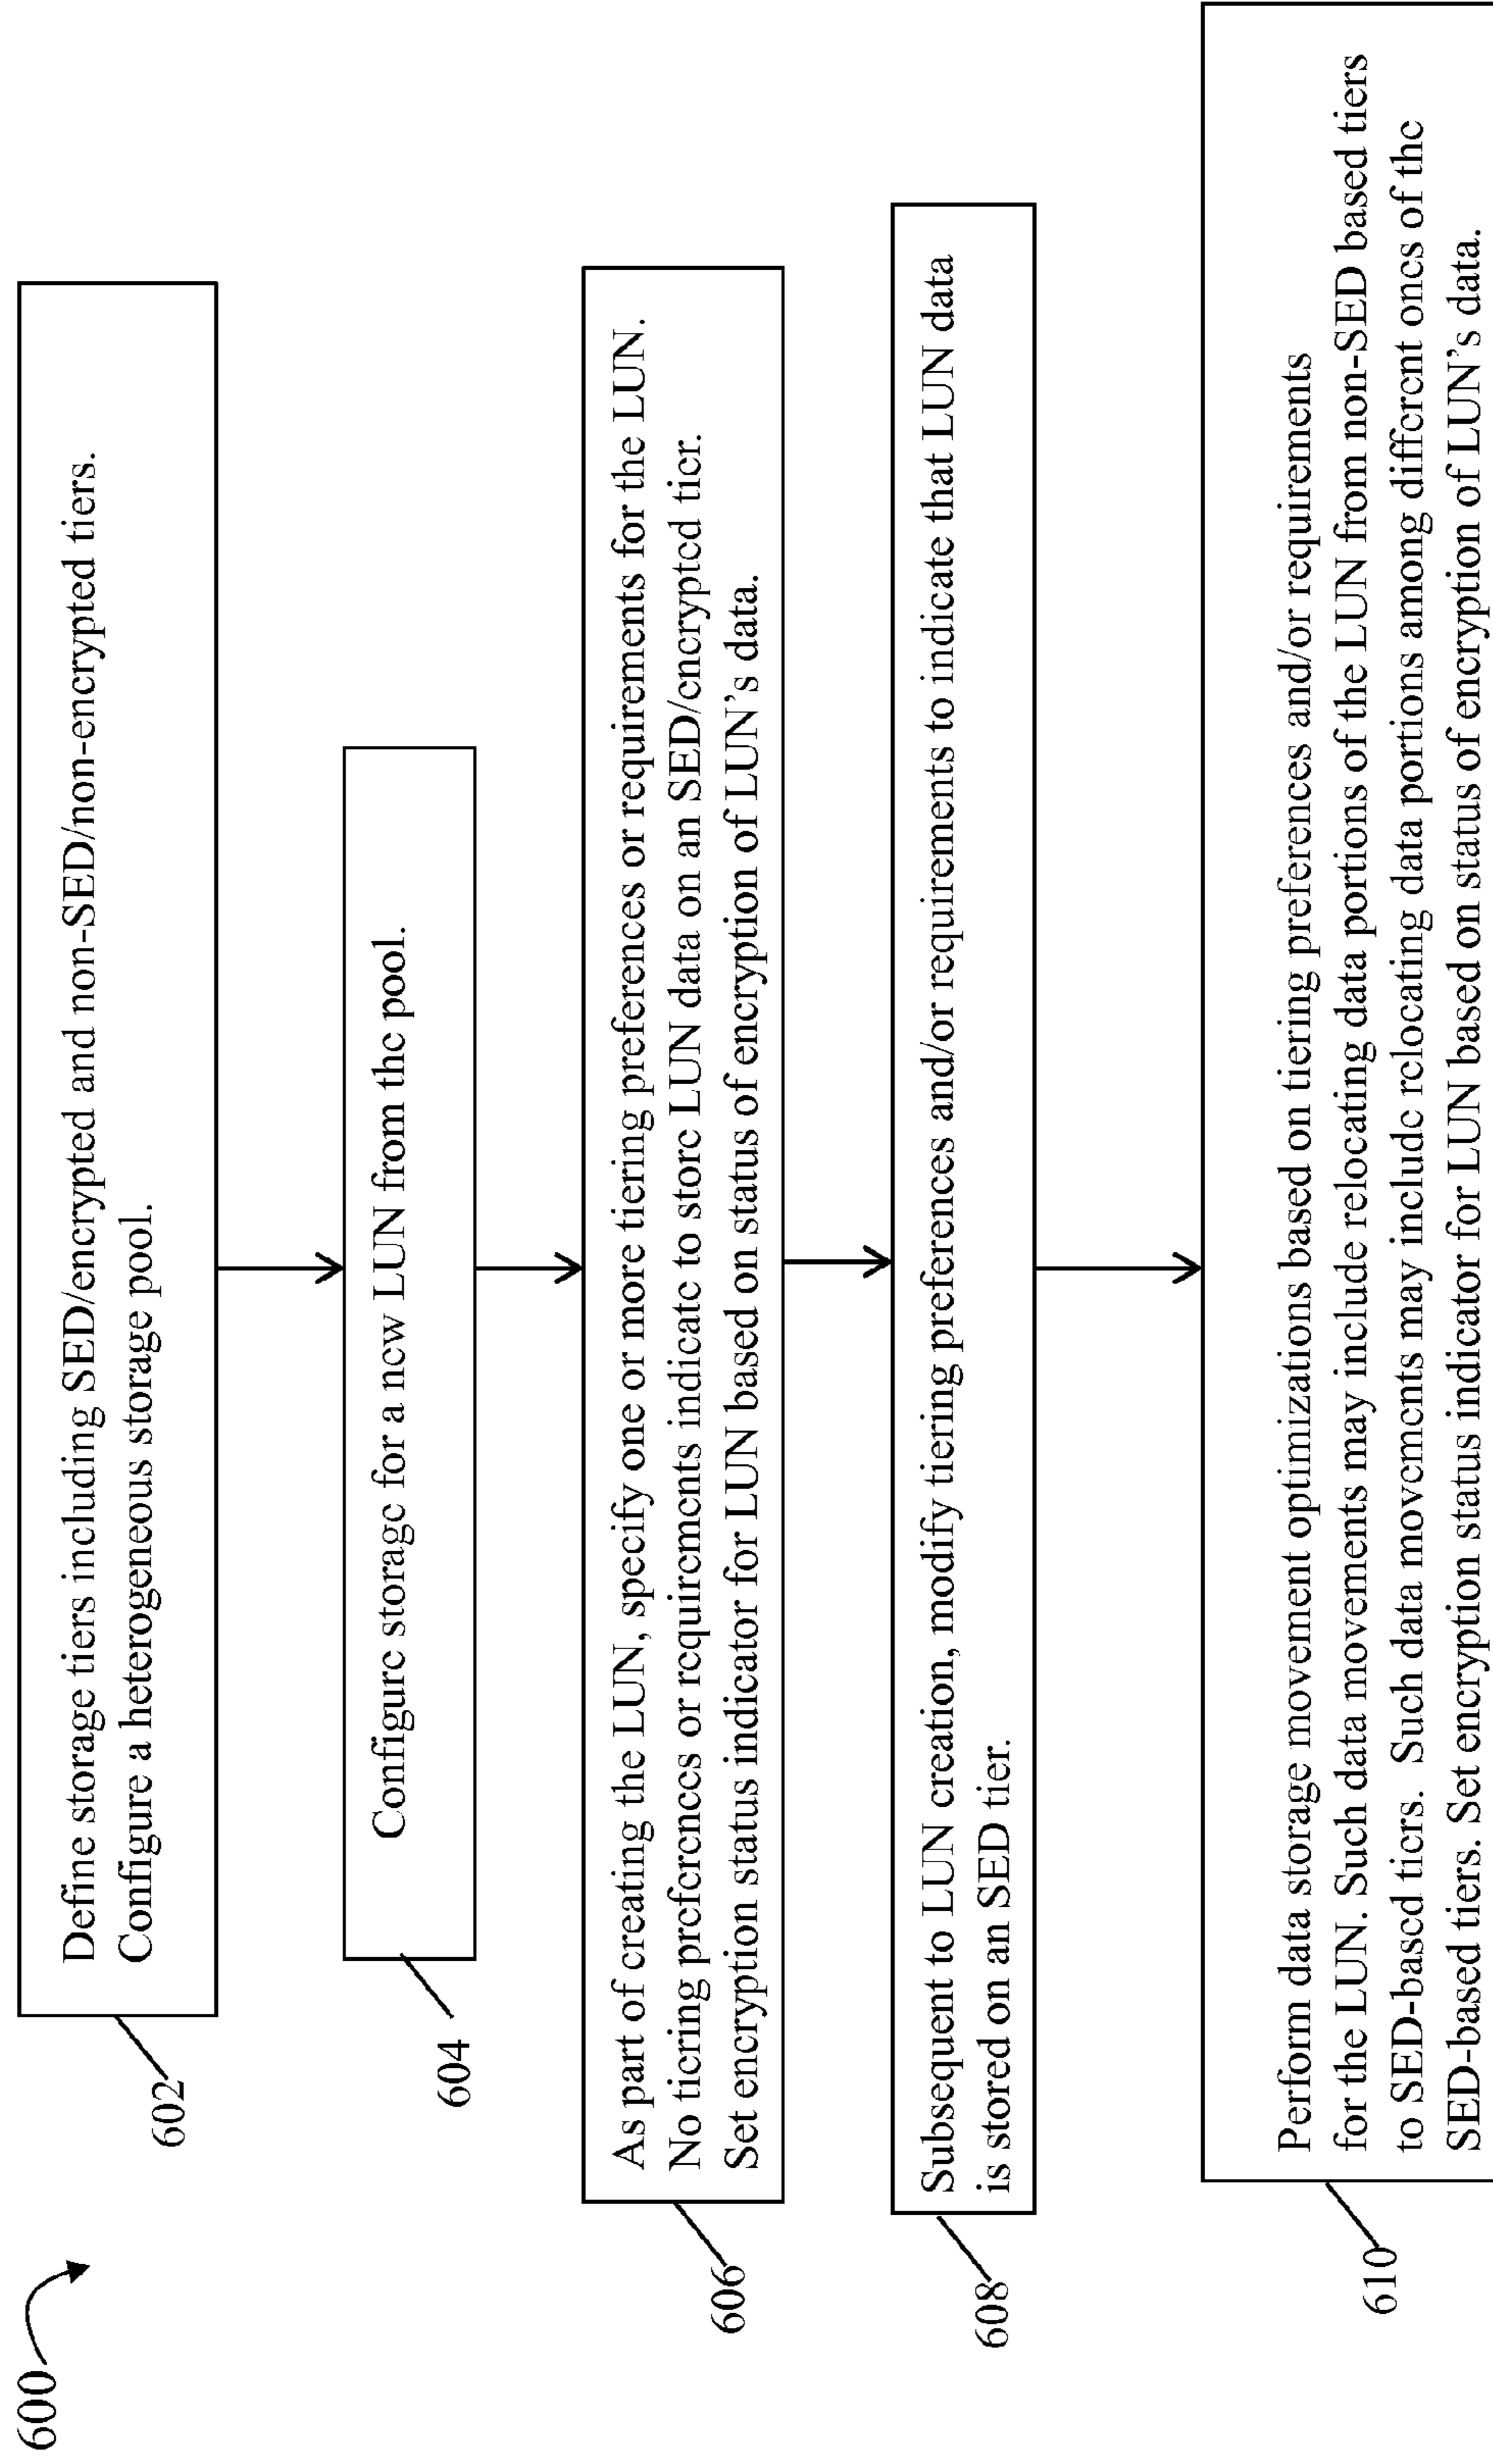 600
Define storage tiers including SED/encrypted and non-SED/non-encrypted tiers.
Configure a heterogeneous storage pool.
602
Configure storage for a new LUN from the pool.
604
As part of creating the LUN, specify one or more tiering preferences or requirements for the LUN.
No tiering preferences or requirements indicate to store LUN data on an SED/encrypted tier.
Set encryption status indicator for LUN based on status of encryption of LUN's data.
606
Subsequent to LUN creation, modify tiering preferences and/or requirements to indicate that LUN data
is stored on an SED tier.
608
Perform data storage movement optimizations based on tiering preferences and/or requirements
for the LUN. Such data movements may include relocating data portions of the LUN from non-SED based tiers
to SED-based tiers. Such data movements may include relocating data portions among different ones of the
SED-based tiers. Set encryption status indicator for LUN based on status of encryption of LUN's data.
610